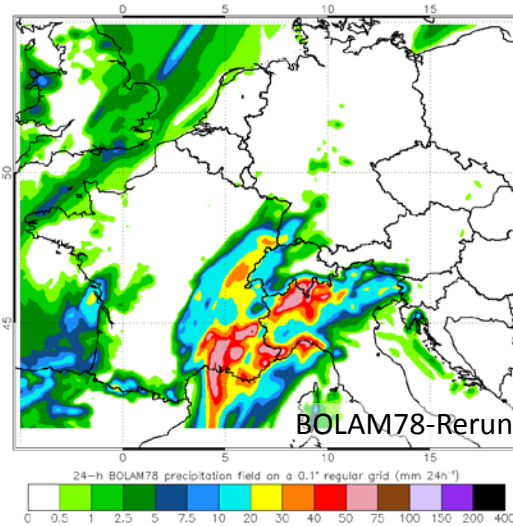 0 5 10 15
50
45
BOLAM78-Rerun
0 5 10 15
24-h BOLAM78 precipitation field on a 0.1° regular grid (mm 24h⁻¹)
0 0.5 1 2.5 5 7.5 10 20 30 40 50 75 100 150 200 400